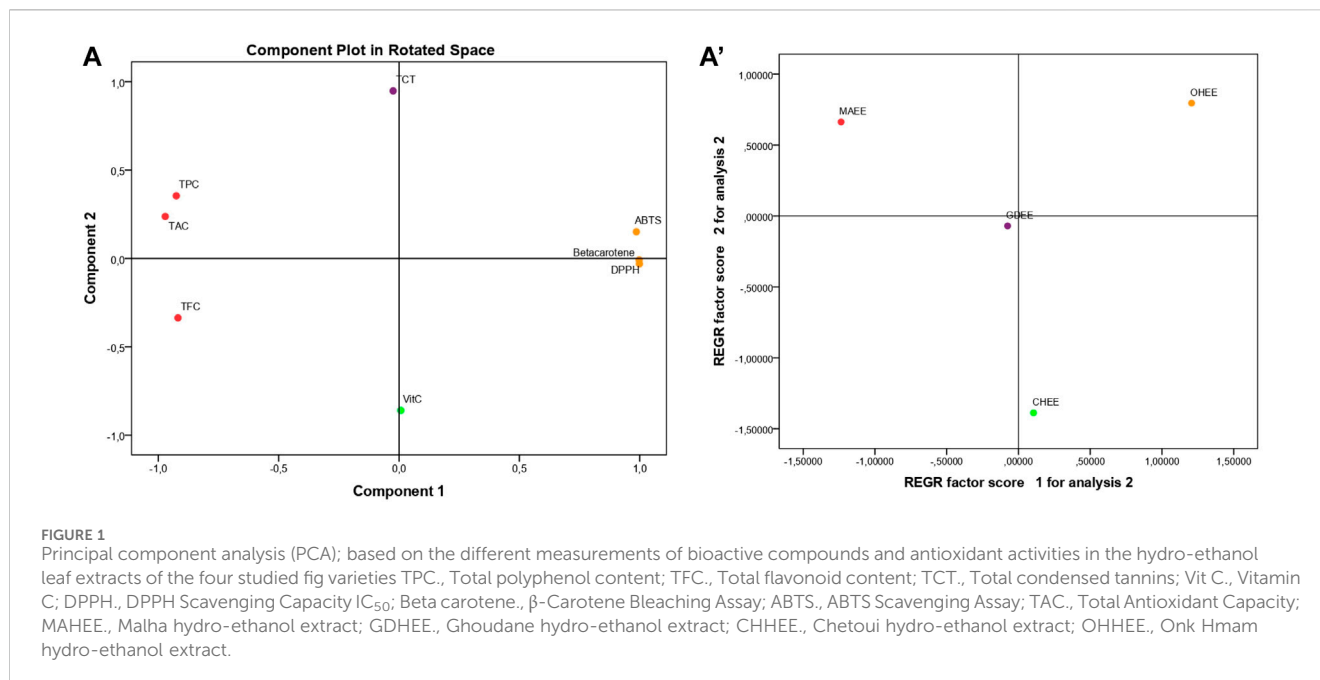 A
Component Plot in Rotated Space
1,0
0,5
0,0
-0,5
-1,0
Component 2
TCT
TPC
TAC
ABTS
Betacarotene
DPPH
TFC
VitC
-1,0 -0,5 0,0 0,5 1,0
Component 1
A'
1,00000
,50000
,00000
-,50000
-1,00000
-1,50000
REGR factor score 2 for analysis 2
MAEE
OHEE
GDEE
CHEE
-1,50000 -1,00000 -,50000 ,00000 ,50000 1,00000 1,50000
REGR factor score 1 for analysis 2
FIGURE 1
Principal component analysis (PCA); based on the different measurements of bioactive compounds and antioxidant activities in the hydro-ethanol
leaf extracts of the four studied fig varieties TPC., Total polyphenol content; TFC., Total flavonoid content; TCT., Total condensed tannins; Vit C., Vitamin
C; DPPH., DPPH Scavenging Capacity IC50; Beta carotene., β-Carotene Bleaching Assay; ABTS., ABTS Scavenging Assay; TAC., Total Antioxidant Capacity;
MAHEE., Malha hydro-ethanol extract; GDHEE., Ghoudane hydro-ethanol extract; CHHEE., Chetoui hydro-ethanol extract; OHHEE., Onk Hmam
hydro-ethanol extract.